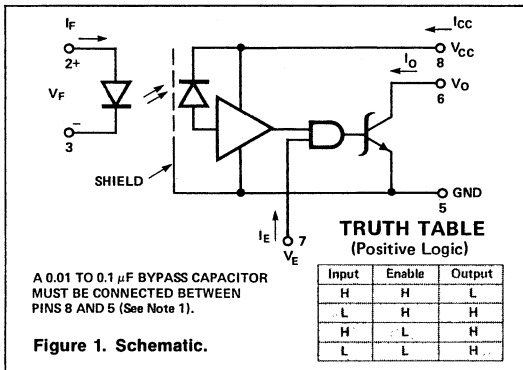 IF
ICC
2+
VCC
8
IO
VO
6
VF
−
3
SHIELD
GND
5
IE
7
VE
TRUTH TABLE
(Positive Logic)
Input Enable Output
H H L
L H H
H L H
L L H
A 0.01 TO 0.1 μF BYPASS CAPACITOR
MUST BE CONNECTED BETWEEN
PINS 8 AND 5 (See Note 1).
Figure 1. Schematic.